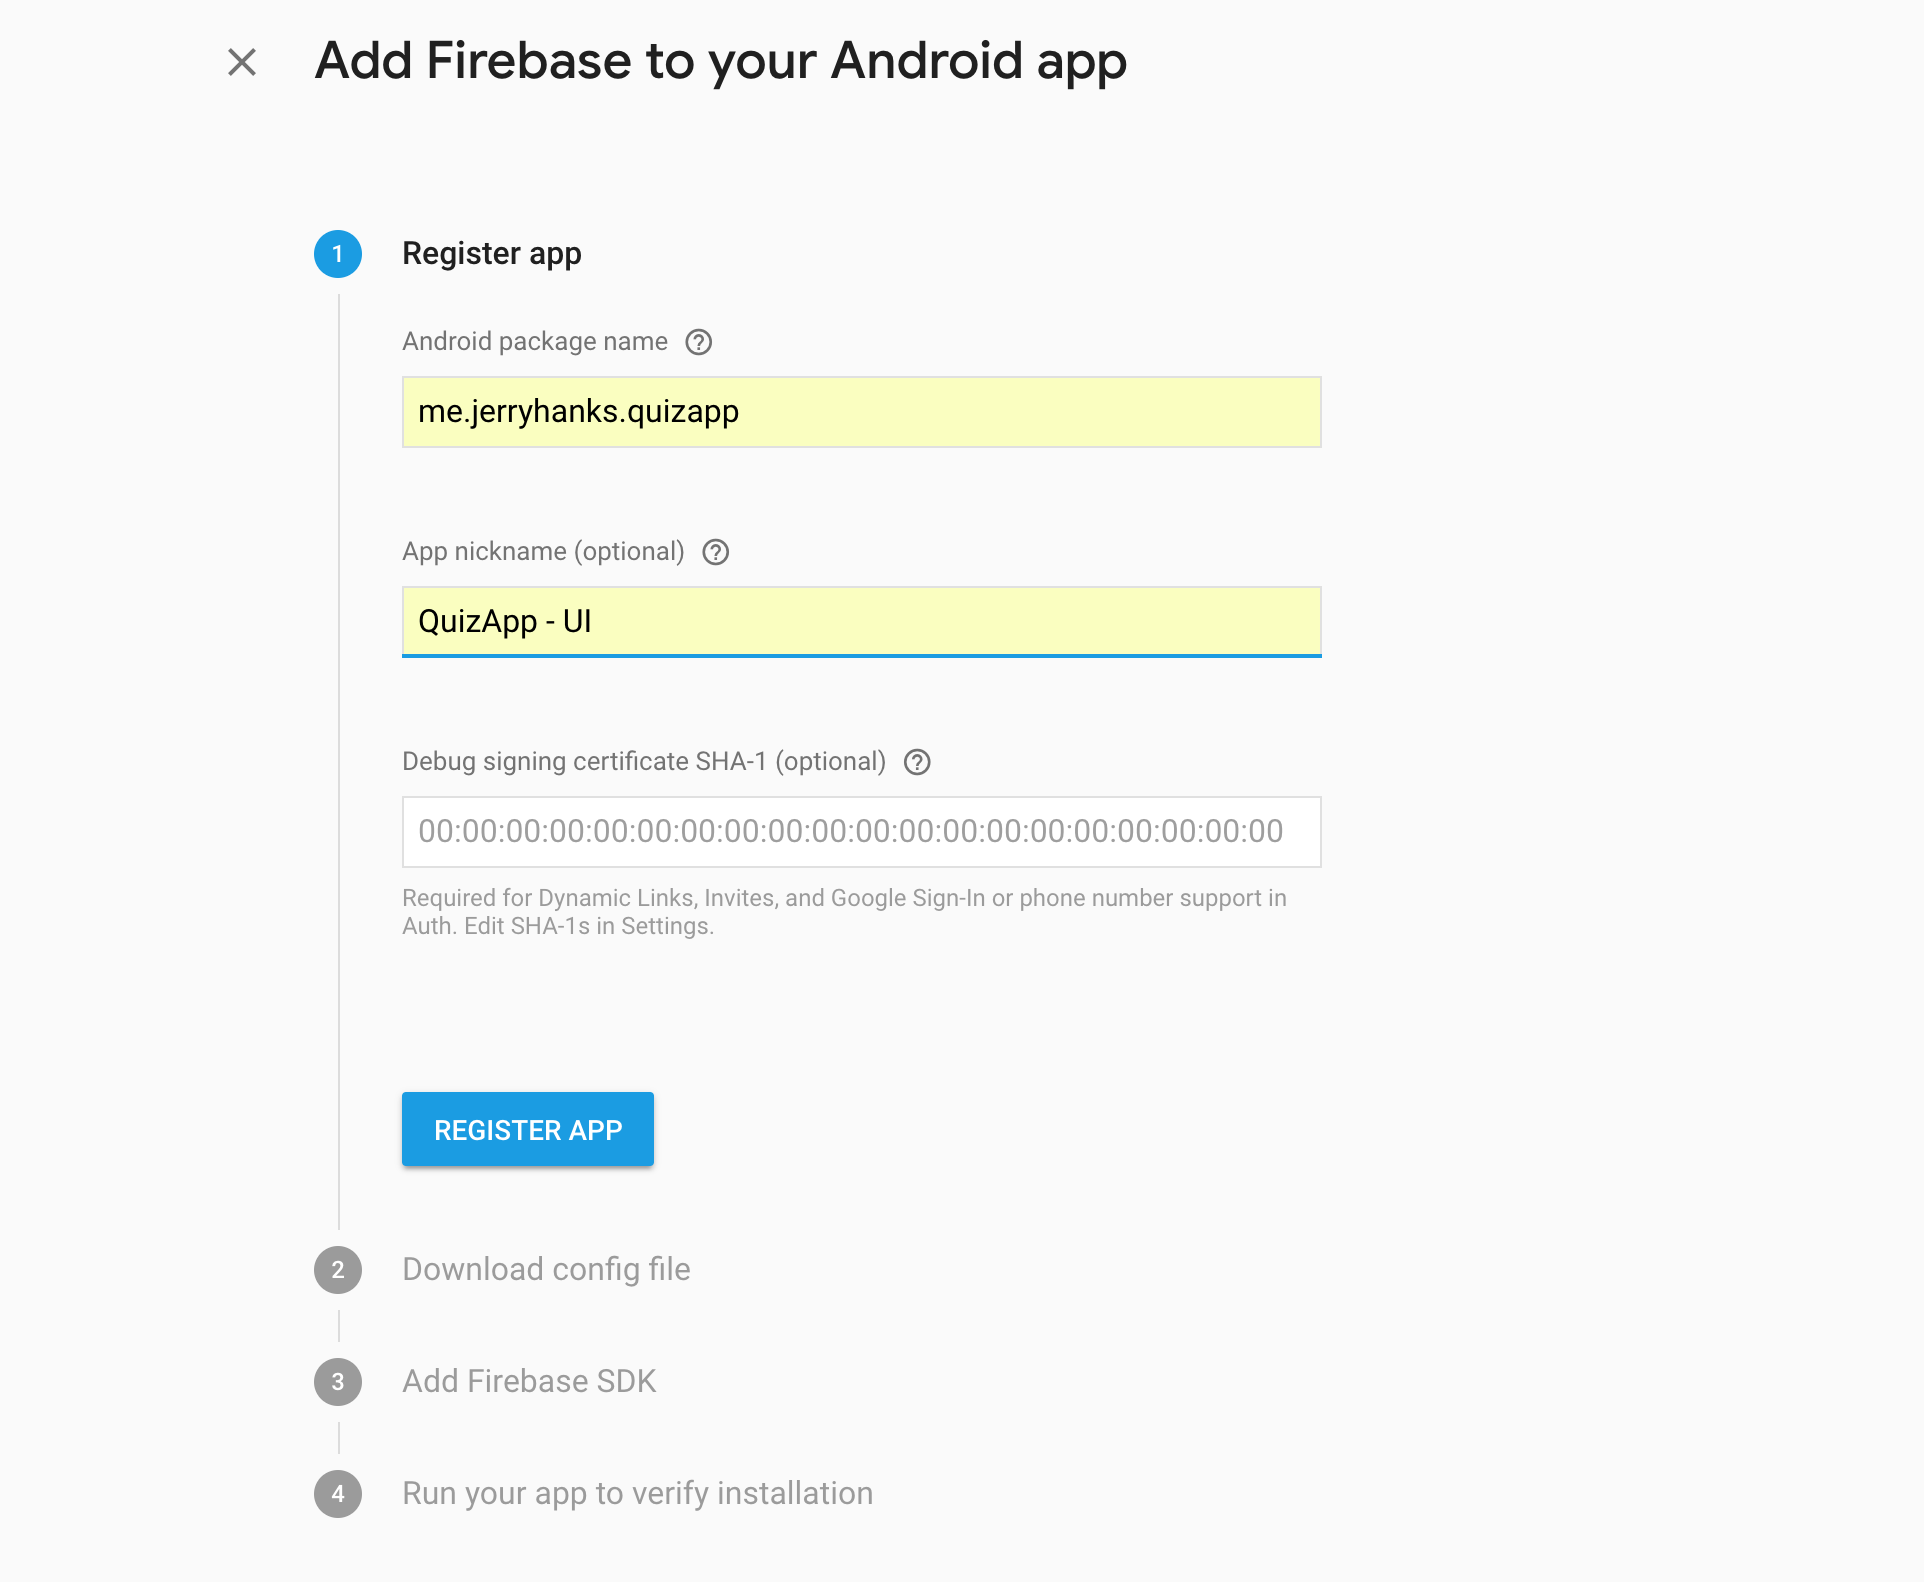 Add Firebase to your Android app
1
Register app
Android package name ?
me.jerryhanks.quizapp
App nickname (optional) ?
QuizApp - UI
Debug signing certificate SHA-1 (optional) ?
00:00:00:00:00:00:00:00:00:00:00:00:00:00:00:00:00:00:00:00
Required for Dynamic Links, Invites, and Google Sign-In or phone number support in
Auth. Edit SHA-1s in Settings.
REGISTER APP
2 Download config file
3 Add Firebase SDK
4 Run your app to verify installation